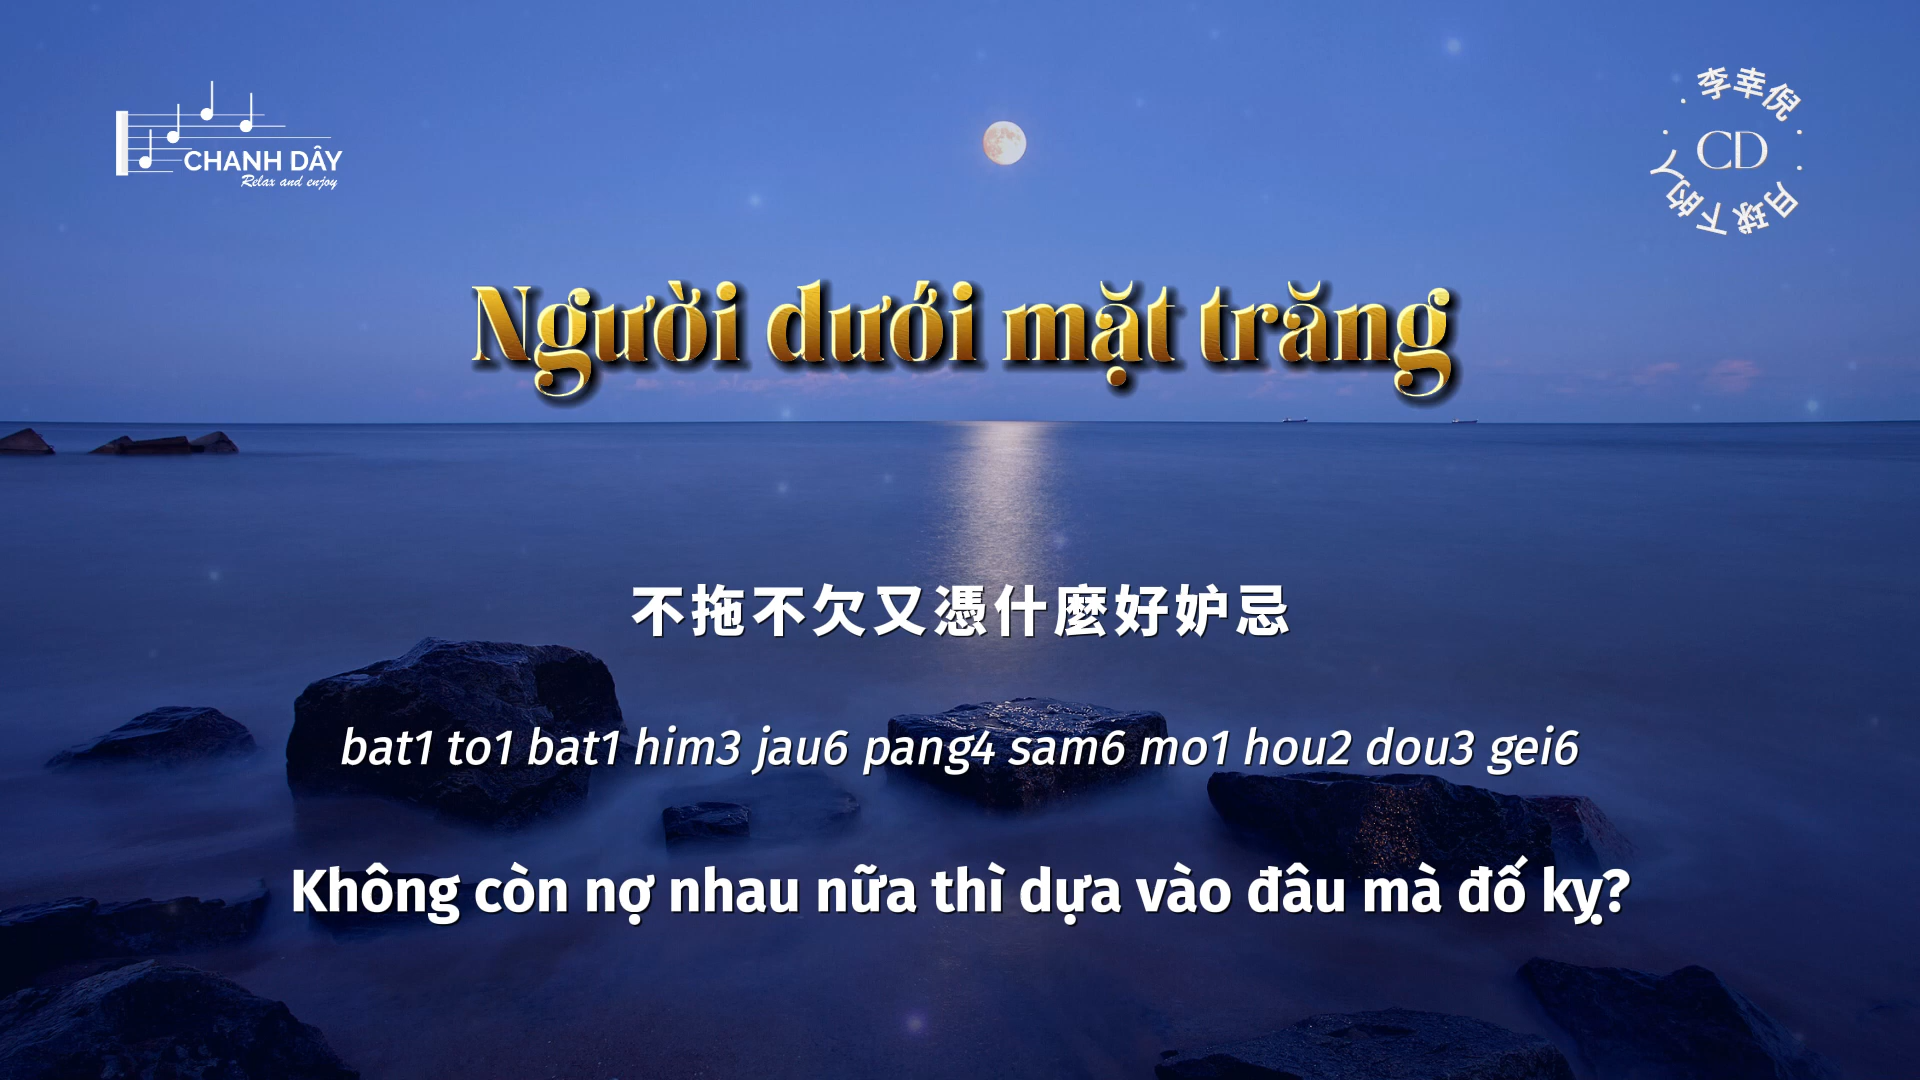 CHANH DÂY
Relax and enjoy
李幸倪
CD
月球下的人
Người dưới mặt trăng
不拖不欠又憑什麼好妒忌
bat1 to1 bat1 him3 jau6 pang4 sam6 mo1 hou2 dou3 gei6
Không còn nợ nhau nữa thì dựa vào đâu mà đố kỵ?